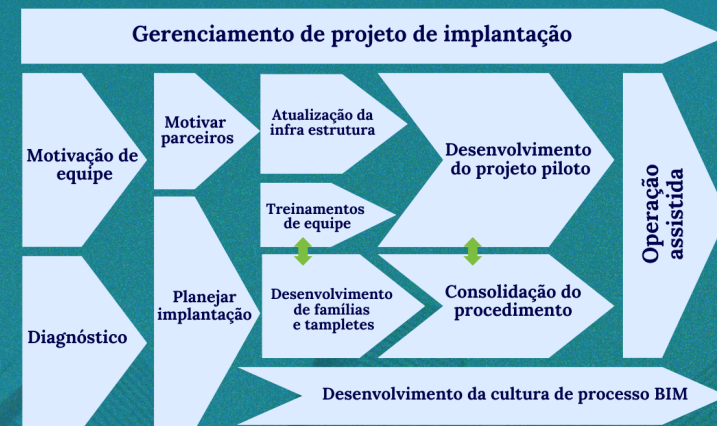 Gerenciamento de projeto de implantação
Motivação de
equipe
Motivar
parceiros
Atualização da
infra estrutura
Desenvolvimento
do projeto piloto
Operação
assistida
Treinamentos
de equipe
Diagnóstico
Planejar
implantação
Desenvolvimento
de famílias
e tampletes
Consolidação do
procedimento
Desenvolvimento da cultura de processo BIM